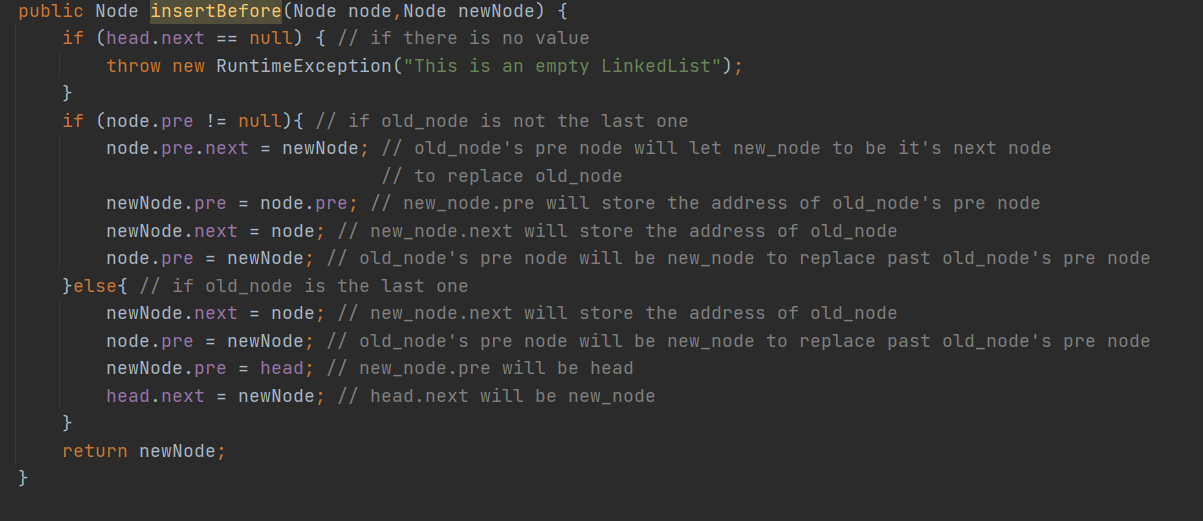 public Node insertBefore(Node node,Node newNode) {
    if (head.next == null) { // if there is no value
        throw new RuntimeException("This is an empty LinkedList");
    }
    if (node.pre != null){ // if old_node is not the last one
        node.pre.next = newNode; // old_node's pre node will let new_node to be it's next node
                                 // to replace old_node
        newNode.pre = node.pre; // new_node.pre will store the address of old_node's pre node
        newNode.next = node; // new_node.next will store the address of old_node
        node.pre = newNode; // old_node's pre node will be new_node to replace past old_node's pre node
    }else{ // if old_node is the last one
        newNode.next = node; // new_node.next will store the address of old_node
        node.pre = newNode; // old_node's pre node will be new_node to replace past old_node's pre node
        newNode.pre = head; // new_node.pre will be head
        head.next = newNode; // head.next will be new_node
    }
    return newNode;
}